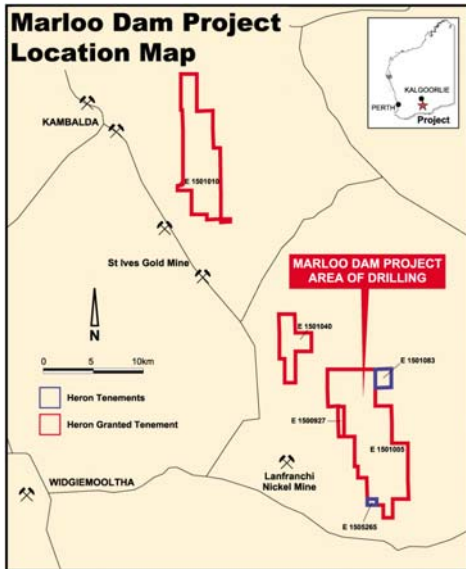 Marloo Dam Project
Location Map
KALGOORLIE
PERTH
Project
KAMBALDA
E 1501010
St Ives Gold Mine
MARLOO DAM PROJECT
AREA OF DRILLING
N
E 1501040
E 1501083
0 5 10km
Heron Tenements
Heron Granted Tenement
E 1500927
E 1501005
Lanfranchi
Nickel Mine
WIDGIEMOOLTHA
E 1505265